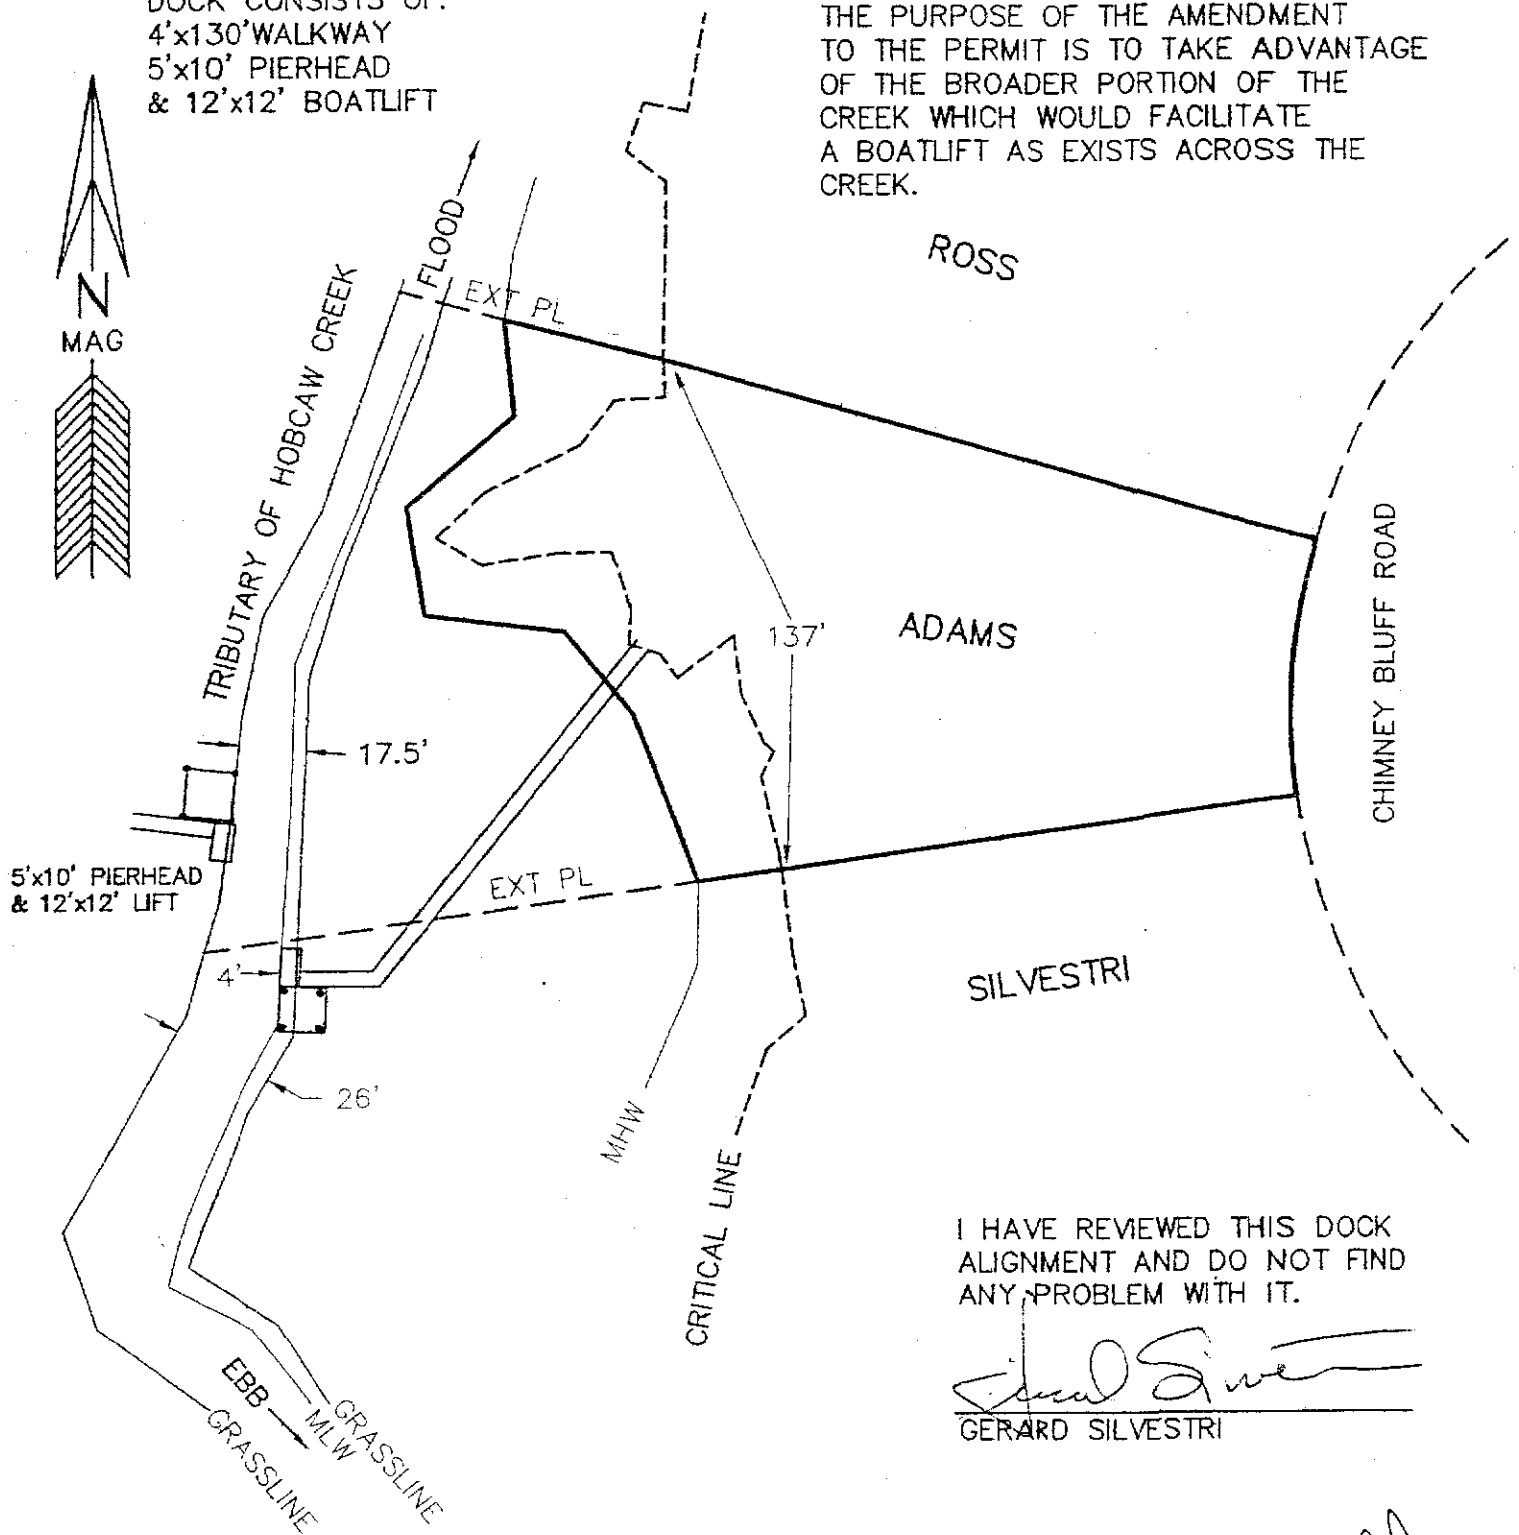 DOCK CONSISTS OF:
4'x130'WALKWAY
5'x10' PIERHEAD
& 12'x12' BOATLIFT
THE PURPOSE OF THE AMENDMENT
TO THE PERMIT IS TO TAKE ADVANTAGE
OF THE BROADER PORTION OF THE
CREEK WHICH WOULD FACILITATE
A BOATLIFT AS EXISTS ACROSS THE
CREEK.
N
MAG
FLOOD
EXT PL
ROSS
TRIBUTARY OF HOBCAW CREEK
137'
ADAMS
CHIMNEY BLUFF ROAD
17.5'
5'x10' PIERHEAD
& 12'x12' LIFT
EXT PL
4'
SILVESTRI
26'
MHW
CRITICAL LINE
EBB
GRASSLINE
MLW
GRASSLINE
I HAVE REVIEWED THIS DOCK
ALIGNMENT AND DO NOT FIND
ANY PROBLEM WITH IT.
GERARD SILVESTRI